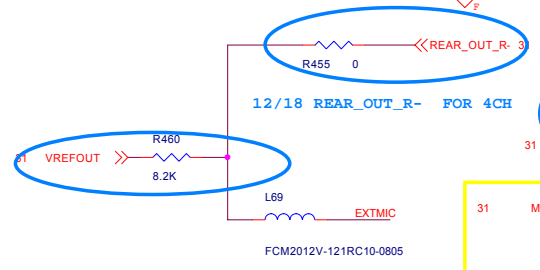 F
REAR_OUT_R- 3
R455 0
12/18 REAR_OUT_R- FOR 4CH
R460
31 VREFOUT
8.2K
31
L69
EXTMIC
31 M
FCM2012V-121RC10-0805